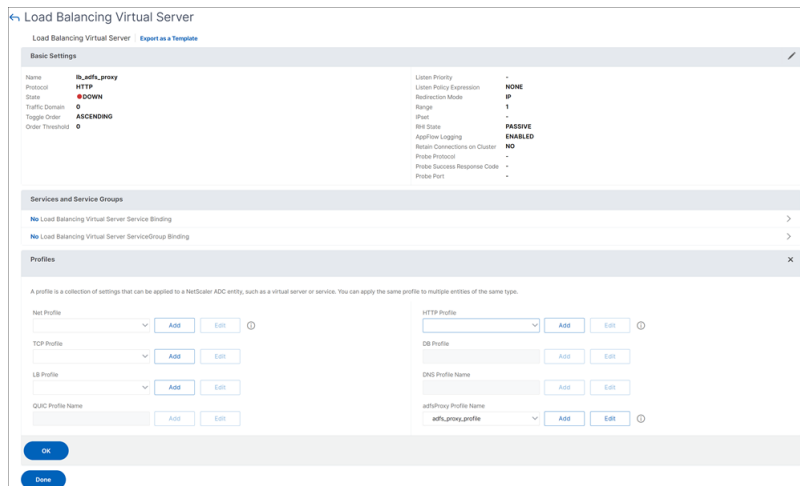 Load Balancing Virtual Server
Load Balancing Virtual Server | Export as a Template
Basic Settings
Name lb_adfs_proxy
Protocol HTTP
State DOWN
Traffic Domain 0
Toggle Order ASCENDING
Order Threshold 0
Listen Priority -
Listen Policy Expression NONE
Redirection Mode IP
Range 1
IPset -
RHI State PASSIVE
AppFlow Logging ENABLED
Retain Connections on Cluster NO
Probe Protocol -
Probe Success Response Code -
Probe Port -
Services and Service Groups
No Load Balancing Virtual Server Service Binding
No Load Balancing Virtual Server ServiceGroup Binding
Profiles
A profile is a collection of settings that can be applied to a NetScaler ADC entity, such as a virtual server or service. You can apply the same profile to multiple entities of the same type.
Net Profile
Add Edit
HTTP Profile
Add Edit
TCP Profile
Add Edit
DB Profile
Add Edit
LB Profile
Add Edit
DNS Profile Name
Add Edit
QUIC Profile Name
Add Edit
adfsProxy Profile Name
adfs_proxy_profile Add Edit
OK
Done